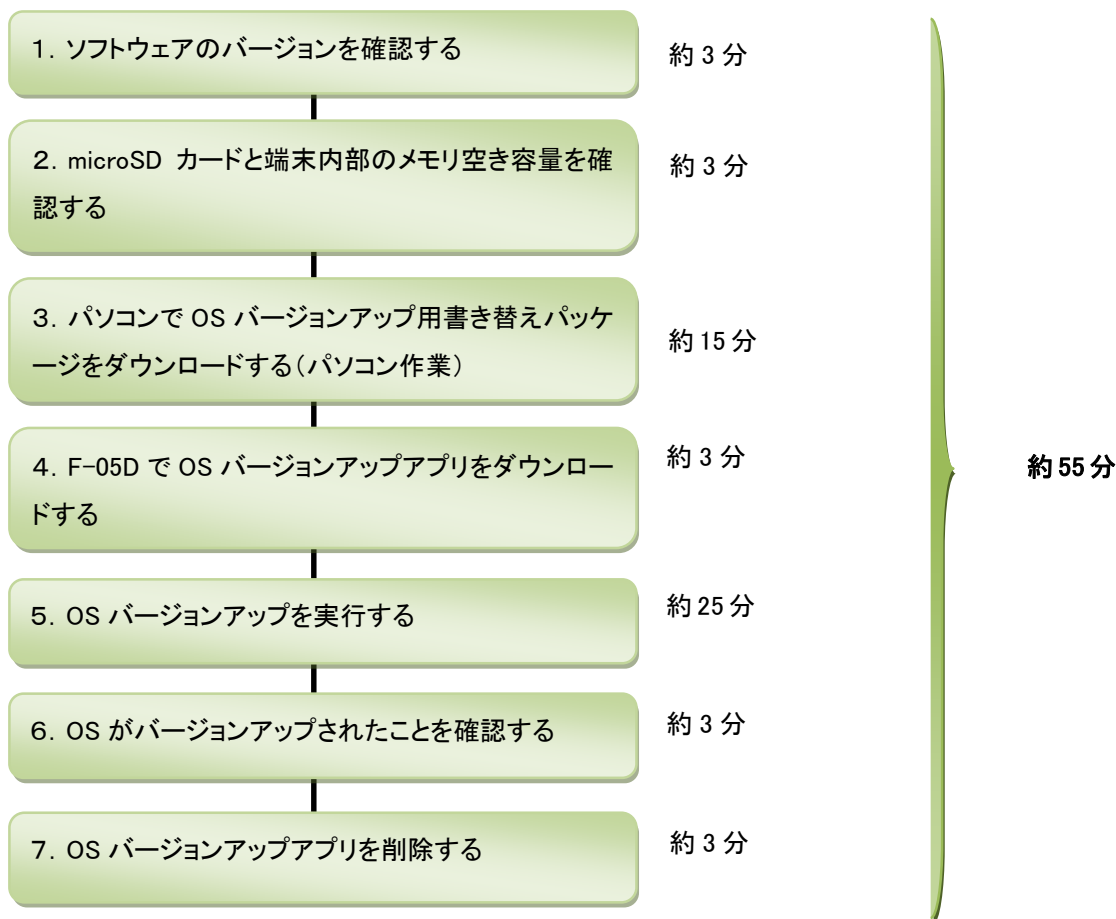 １．ソフトウェアのバージョンを確認する
約 3 分
２．microSD カードと端末内部のメモリ空き容量を確
認する
約 3 分
３．パソコンで OS バージョンアップ用書き替えパッケ
ージをダウンロードする（パソコン作業）
約 15 分
４．F-05D で OS バージョンアップアプリをダウンロー
ドする
約 3 分
５．OS バージョンアップを実行する
約 25 分
６．OS がバージョンアップされたことを確認する
約 3 分
７．OS バージョンアップアプリを削除する
約 3 分
約 55 分